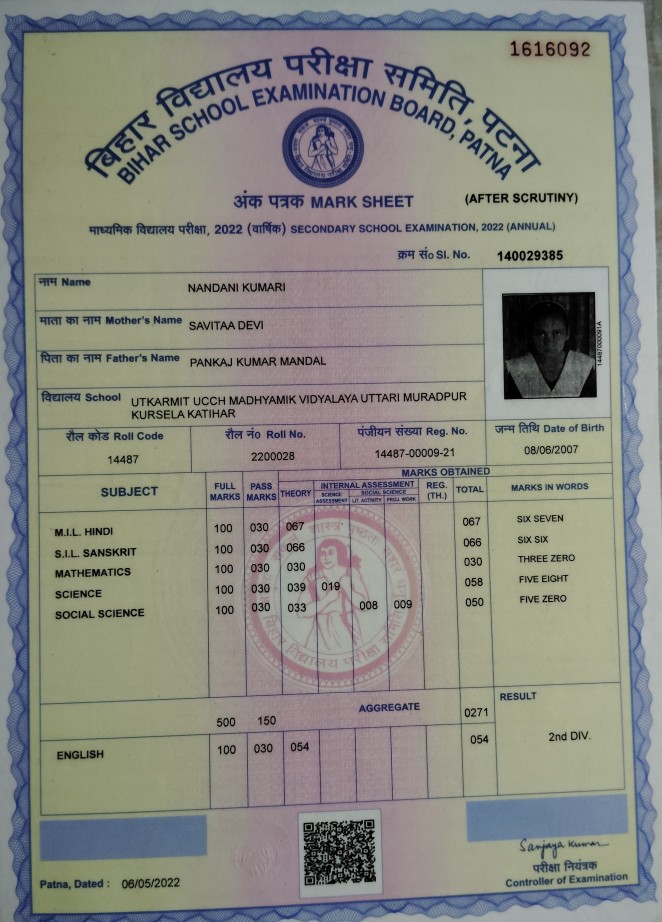 1616092
बिहार विद्यालय परीक्षा समिति, पटना
BIHAR SCHOOL EXAMINATION BOARD, PATNA
अंक पत्रक MARK SHEET (AFTER SCRUTINY)
माध्यमिक विद्यालय परीक्षा, 2022 (वार्षिक) SECONDARY SCHOOL EXAMINATION, 2022 (ANNUAL)
क्रम सं० Sl. No. 140029385
नाम Name NANDANI KUMARI
माता का नाम Mother's Name SAVITAA DEVI
पिता का नाम Father's Name PANKAJ KUMAR MANDAL
14487000091A
विद्यालय School UTKARMIT UCCH MADHYAMIK VIDYALAYA UTTARI MURADPUR
KURSELA KATIHAR
रौल कोड Roll Code रौल नं० Roll No. पंजीयन संख्या Reg. No. जन्म तिथि Date of Birth
14487 2200028 14487-00009-21 08/06/2007
SUBJECT FULL MARKS PASS MARKS MARKS OBTAINED MARKS IN WORDS
THEORY INTERNAL ASSESSMENT REG. (TH.) TOTAL
SCIENCE ASSESSMENT SOCIAL SCIENCE
LIT. ACTIVITY PROJ. WORK
M.I.L. HINDI 100 030 067 067 SIX SEVEN
S.I.L. SANSKRIT 100 030 066 066 SIX SIX
MATHEMATICS 100 030 030 030 THREE ZERO
SCIENCE 100 030 039 019 058 FIVE EIGHT
SOCIAL SCIENCE 100 030 033 008 009 050 FIVE ZERO
बिहार विद्यालय परीक्षा समिति
500 150 AGGREGATE 0271 RESULT
ENGLISH 100 030 054 054 2nd DIV.
Sanjaya Kumar
परीक्षा नियंत्रक
Patna, Dated : 06/05/2022 Controller of Examination